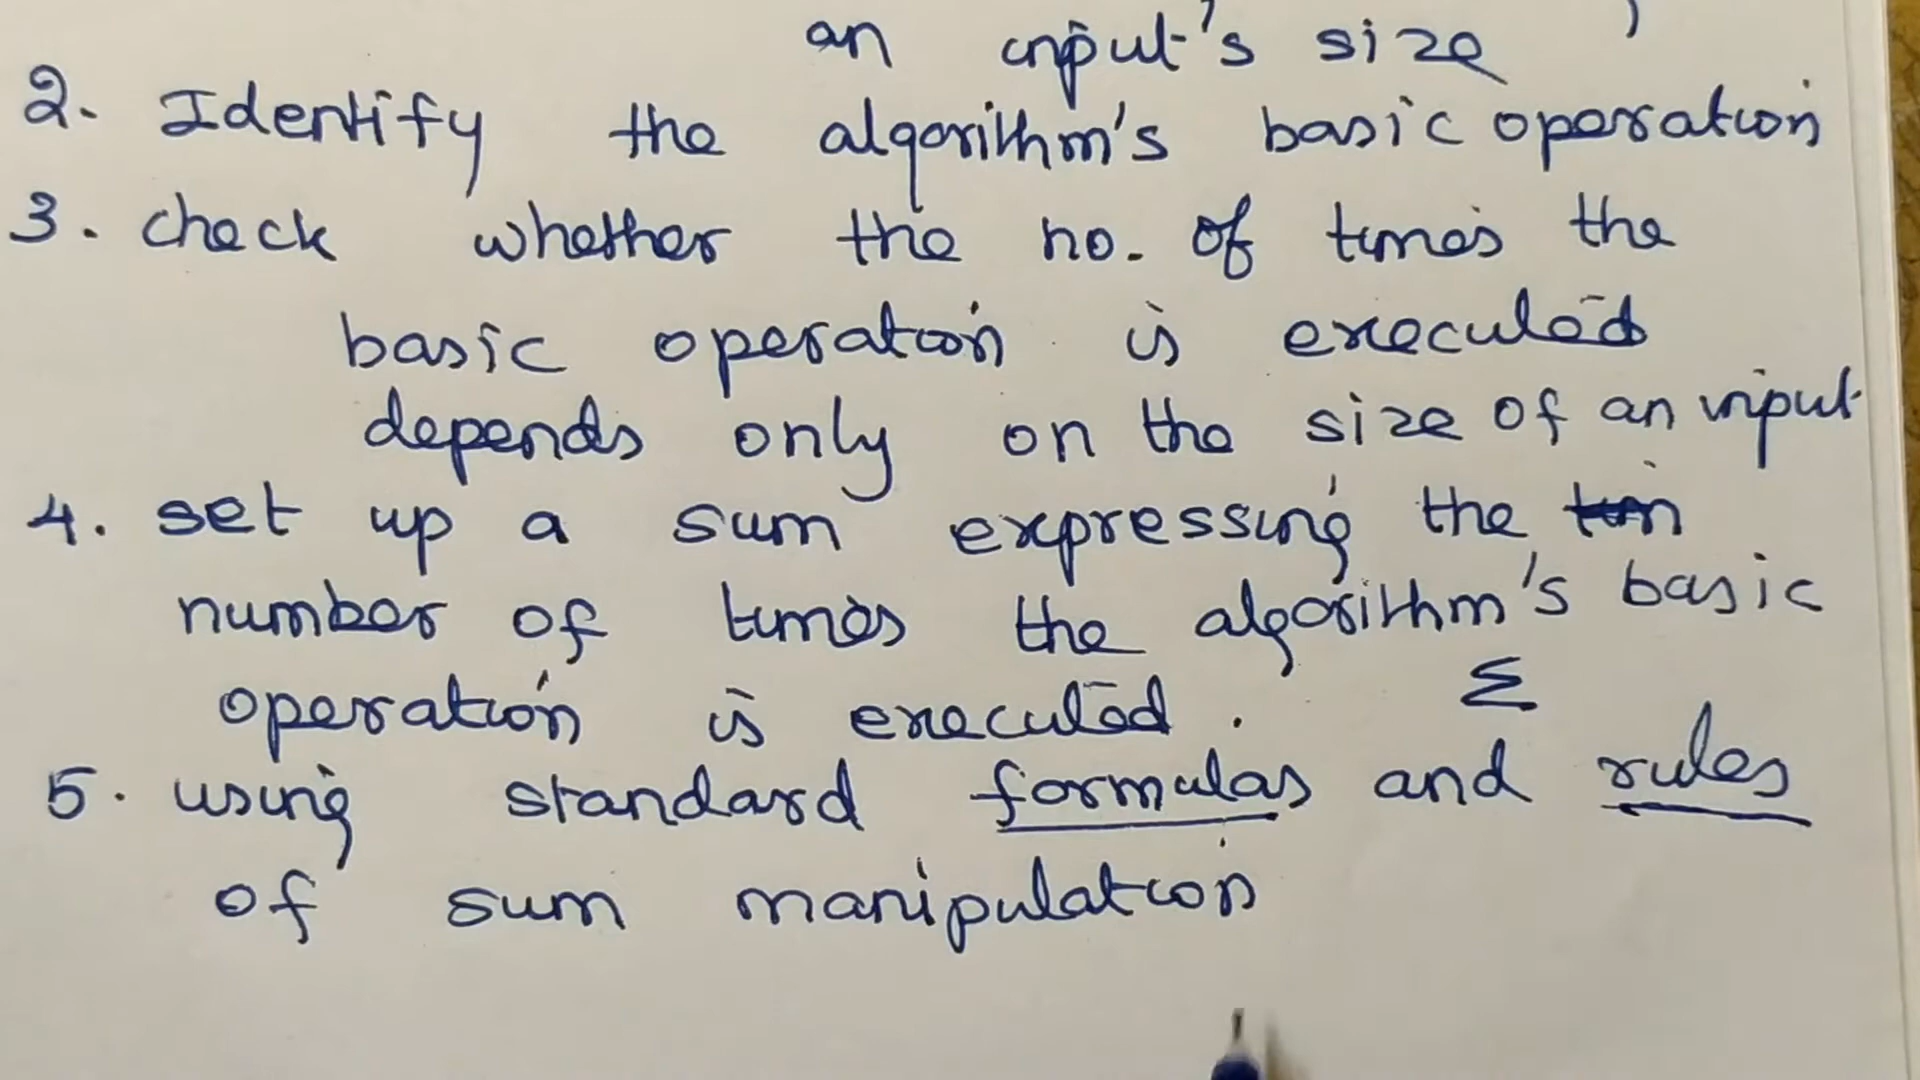 an input's size
2. Identify the algorithm's basic operation
3. check whether the no. of times the
basic operation is executed
depends only on the size of an input
4. set up a sum expressing the
number of times the algorithm's basic
operation is executed. Σ
5. using standard formulas and rules
of sum manipulation